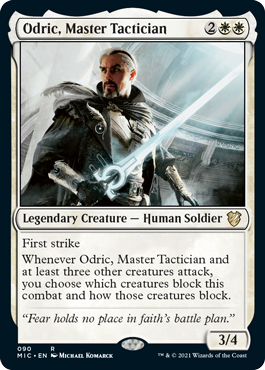 Odric, Master Tactician 2
Legendary Creature — Human Soldier
First strike
Whenever Odric, Master Tactician and
at least three other creatures attack,
you choose which creatures block this
combat and how those creatures block.
“Fear holds no place in faith’s battle plan.”
3/4
090 R
MIC • EN Michael Komarck
™ & © 2021 Wizards of the Coast